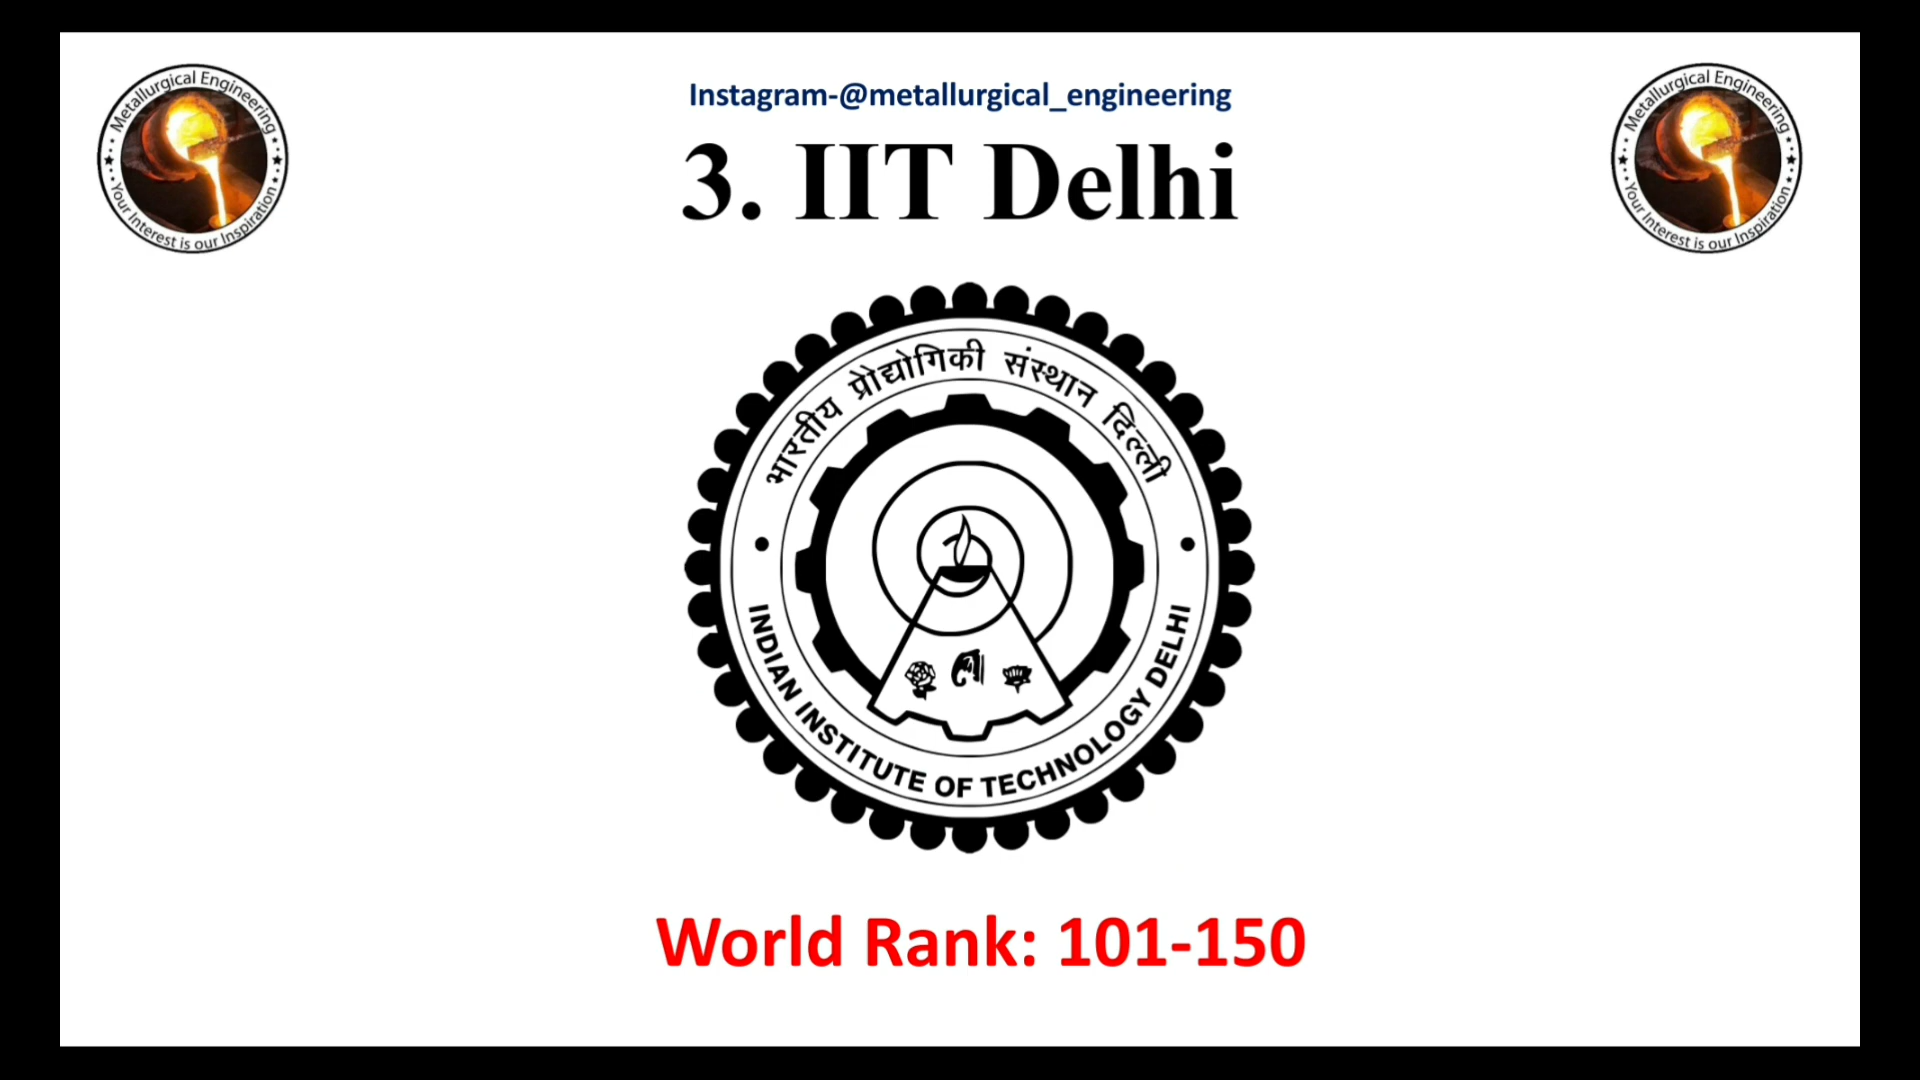 Metallurgical Engineering
Your Interest is our Inspiration
Instagram-@metallurgical_engineering
Metallurgical Engineering
Your Interest is our Inspiration
3. IIT Delhi
भारतीय प्रौद्योगिकी संस्थान दिल्ली
INDIAN INSTITUTE OF TECHNOLOGY DELHI
World Rank: 101-150